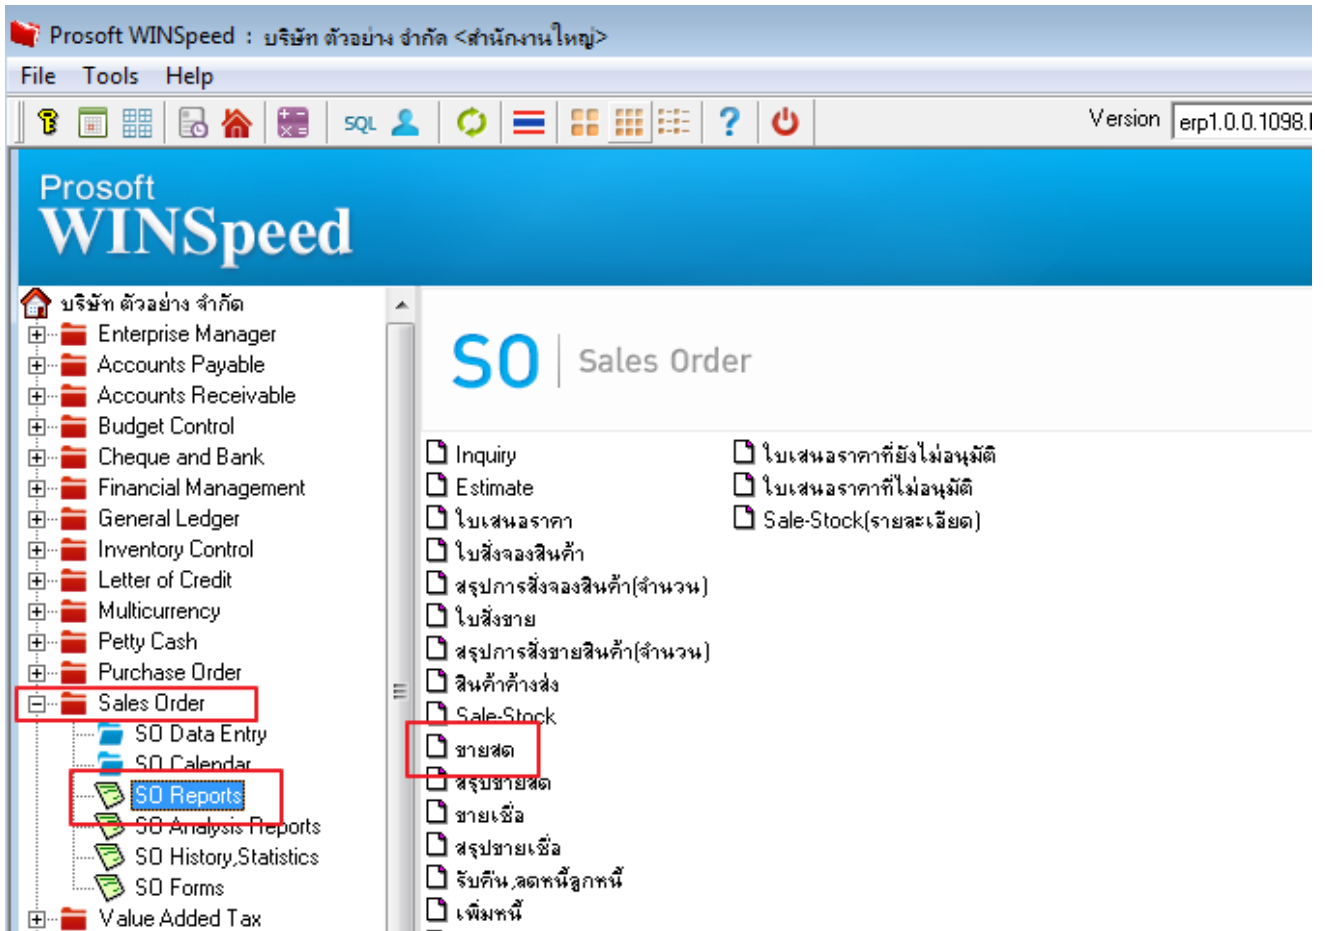 Prosoft WINSpeed : บริษัท ตัวอย่าง จำกัด <สำนักงานใหญ่>
File Tools Help
SQL
Version erp1.0.0.1098.
Prosoft
WINSpeed
บริษัท ตัวอย่าง จำกัด
Enterprise Manager
Accounts Payable
Accounts Receivable
Budget Control
Cheque and Bank
Financial Management
General Ledger
Inventory Control
Letter of Credit
Multicurrency
Petty Cash
Purchase Order
Sales Order
SO Data Entry
SO Calendar
SO Reports
SO Analysis Reports
SO History,Statistics
SO Forms
Value Added Tax
SO Sales Order
Inquiry
Estimate
ใบเสนอราคา
ใบสั่งจองสินค้า
สรุปการสั่งจองสินค้า(จำนวน)
ใบสั่งขาย
สรุปการสั่งขายสินค้า(จำนวน)
สินค้าค้างส่ง
Sale-Stock
ขายสด
สรุปขายสด
ขายเชื่อ
สรุปขายเชื่อ
รับคืน,ลดหนี้ลูกหนี้
เพิ่มหนี้
ใบเสนอราคาที่ยังไม่อนุมัติ
ใบเสนอราคาที่ไม่อนุมัติ
Sale-Stock(รายละเอียด)